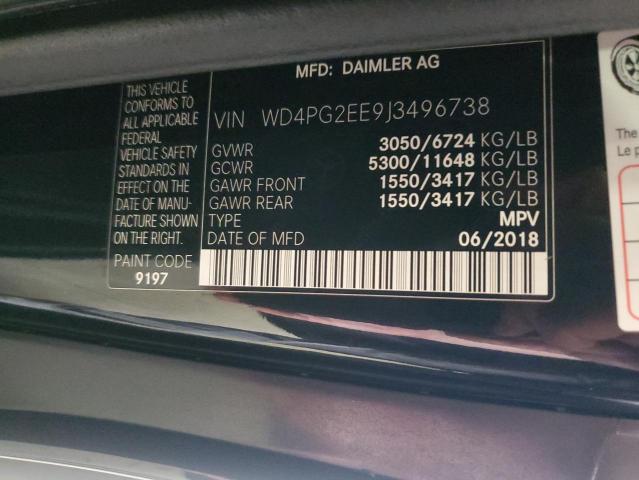 MFD: DAIMLER AG
THIS VEHICLE
CONFORMS TO
ALL APPLICABLE
FEDERAL
VEHICLE SAFETY
STANDARDS IN
EFFECT ON THE
DATE OF MANU-
FACTURE SHOWN
ON THE RIGHT.
PAINT CODE
9197
VIN WD4PG2EE9J3496738
GVWR 3050/6724 KG/LB
GCWR 5300/11648 KG/LB
GAWR FRONT 1550/3417 KG/LB
GAWR REAR 1550/3417 KG/LB
TYPE MPV
DATE OF MFD 06/2018
The
Le p